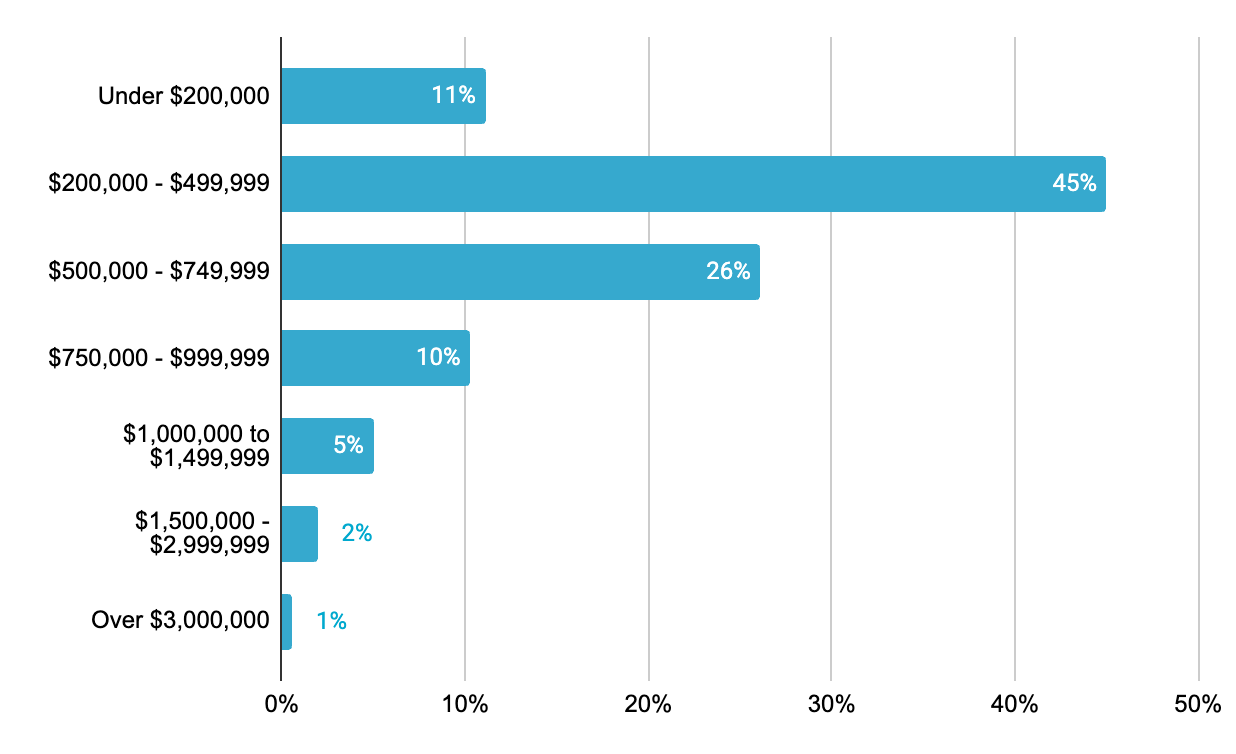 Under $200,000
11%
$200,000 - $499,999
45%
$500,000 - $749,999
26%
$750,000 - $999,999
10%
$1,000,000 to
$1,499,999
5%
$1,500,000 -
$2,999,999
2%
Over $3,000,000
1%
0%
10%
20%
30%
40%
50%